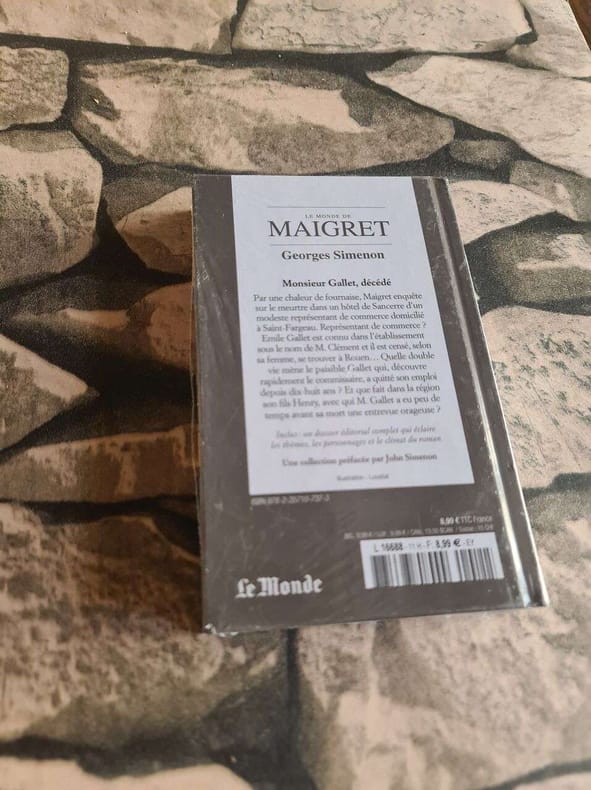 LE MONDE DE
MAIGRET
Georges Simenon
Monsieur Gallet, décédé
Par une chaleur de fournaise, Maigret enquête
sur le meurtre dans un hôtel de Sancerre d'un
modeste représentant de commerce domicilié
à Saint-Fargeau. Représentant de commerce ?
Emile Gallet est connu dans l'établissement
sous le nom de M. Clément et il est censé, selon
sa femme, se trouver à Rouen… Quelle double
vie mène le paisible Gallet qui, découvre
rapidement le commissaire, a quitté son emploi
depuis dix-huit ans ? Et que fait dans la région
son fils Henry, avec qui M. Gallet a eu peu de
temps avant sa mort une entrevue orageuse ?
Inclus : un dossier éditorial complet qui éclaire
les thèmes, les personnages et le climat du roman
Une collection préfacée par John Simenon
Illustration : Loustal
8,99 € TTC France
L 16688 - 11 H - F: 8,99 €
Le Monde